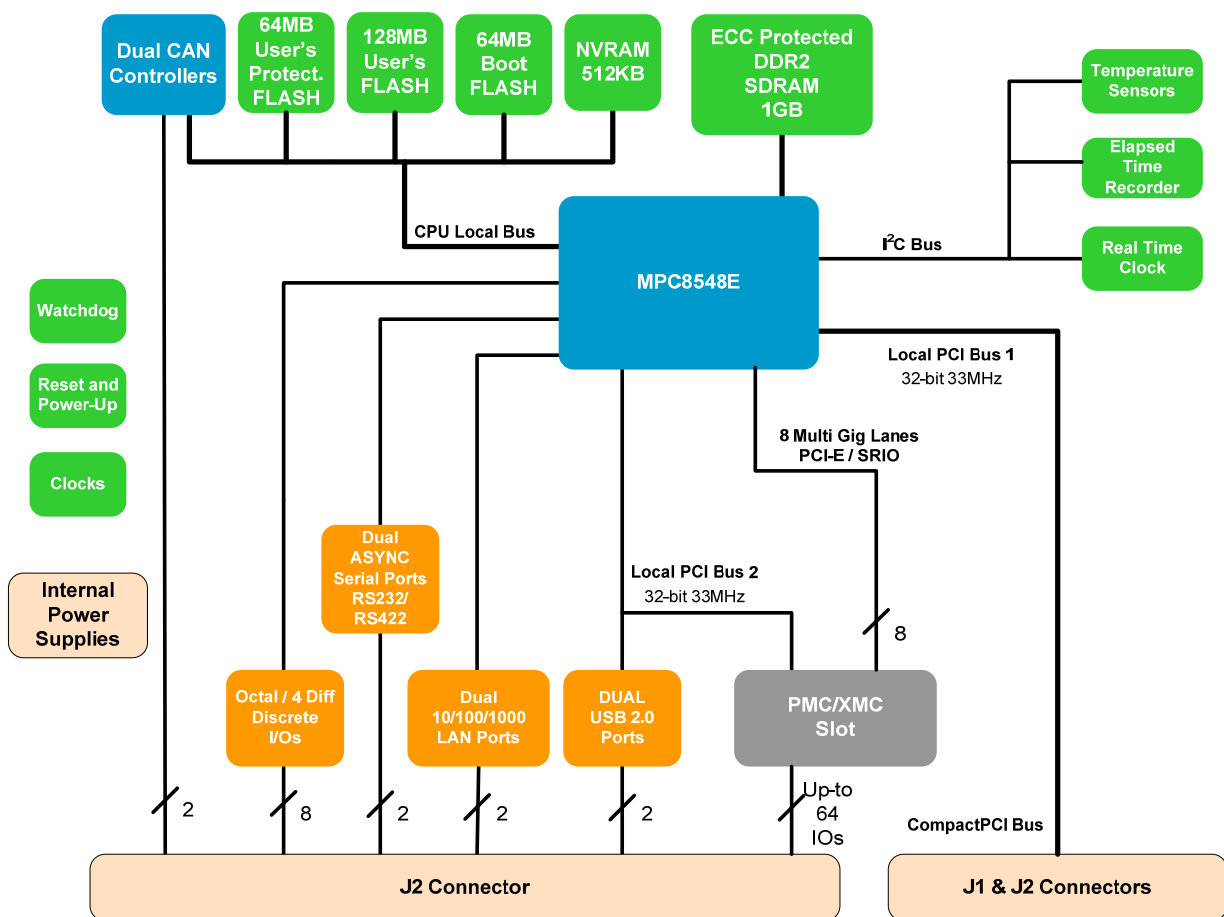 Dual CAN
Controllers
64MB
User's
Protect.
FLASH
128MB
User's
FLASH
64MB
Boot
FLASH
NVRAM
512KB
ECC Protected
DDR2
SDRAM
1GB
Temperature
Sensors
Elapsed
Time
Recorder
Real Time
Clock
CPU Local Bus
I²C Bus
MPC8548E
Watchdog
Reset and
Power-Up
Clocks
Internal
Power
Supplies
Local PCI Bus 1
32-bit 33MHz
8 Multi Gig Lanes
PCI-E / SRIO
Dual
ASYNC
Serial Ports
RS232/
RS422
Local PCI Bus 2
32-bit 33MHz
8
Octal / 4 Diff
Discrete
I/Os
Dual
10/100/1000
LAN Ports
DUAL
USB 2.0
Ports
PMC/XMC
Slot
2
8
2
2
2
Up-to
64
IOs
CompactPCI Bus
J2 Connector
J1 & J2 Connectors